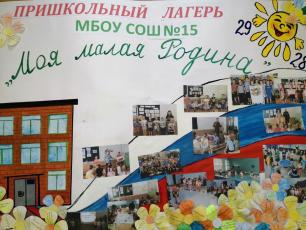 ПРИШКОЛЬНЫЙ ЛАГЕРЬ
МБОУ СОШ №15
29
„Моя малая Родина"
28